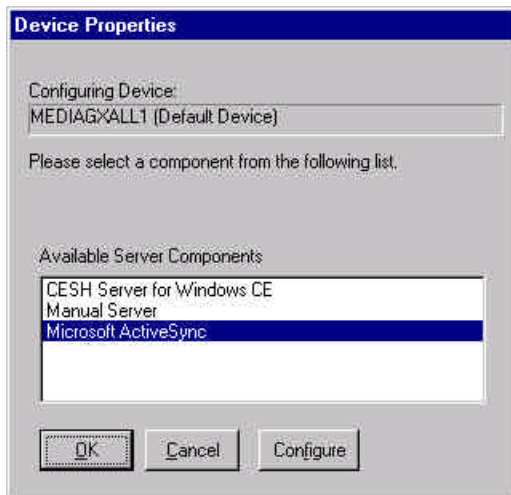 Device Properties
Configuring Device:
MEDIAGXALL1 (Default Device)
Please select a component from the following list.
Available Server Components
CESH Server for Windows CE
Manual Server
Microsoft ActiveSync
OK Cancel Configure